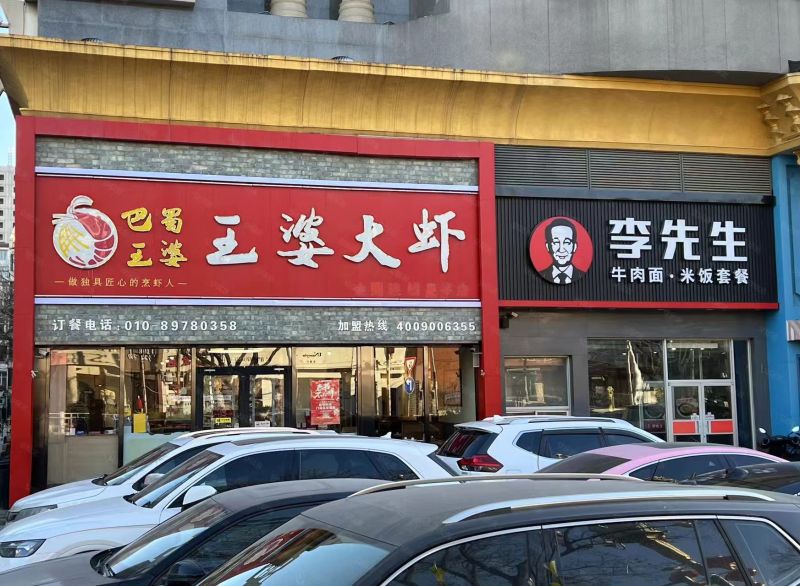 巴蜀
王婆
王婆大虾
—做独具匠心的烹虾人—
订餐电话:010 89780358
加盟热线 4009006355
李先生
牛肉面·米饭套餐